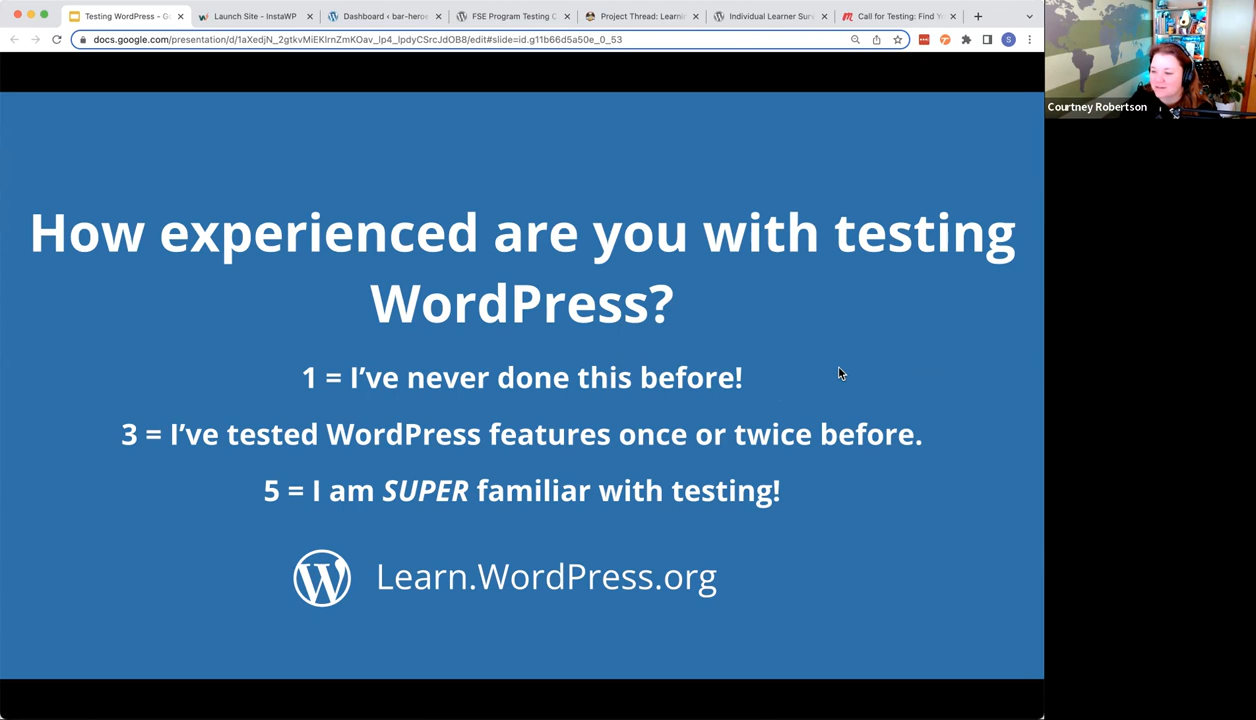 Testing WordPress - G
Launch Site - InstaWP
Dashboard ‹ bar-heroe
FSE Program Testing C
Project Thread: Learnin
Individual Learner Surv
Call for Testing: Find Y
docs.google.com/presentation/d/1aXedjN_2gtkvMiEKIrnZmKOav_lp4_lpdyCSrcJdOB8/edit#slide=id.g11b66d5a50e_0_53
S
Courtney Robertson
How experienced are you with testing
WordPress?
1 = I’ve never done this before!
3 = I’ve tested WordPress features once or twice before.
5 = I am SUPER familiar with testing!
Learn.WordPress.org